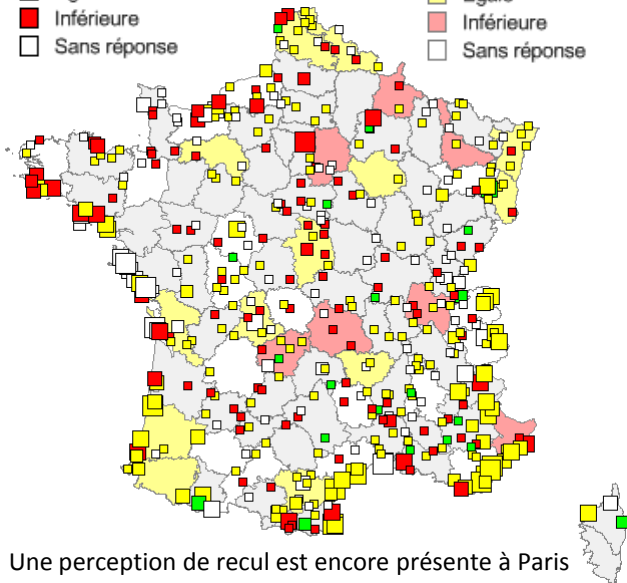 Inférieure
Sans réponse
Égale
Inférieure
Sans réponse
Une perception de recul est encore présente à Paris